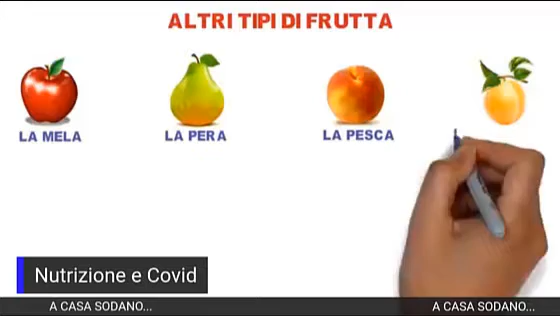 ALTRI TIPI DI FRUTTA
LA MELA
LA PERA
LA PESCA
Nutrizione e Covid
A CASA SODANO...
A CASA SODANO...